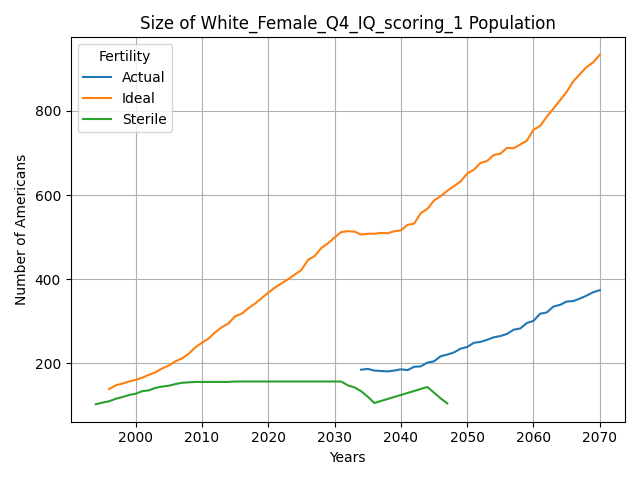 Size of White_Female_Q4_IQ_scoring_1 Population
Fertility
Actual
Ideal
Sterile
Number of Americans
800
600
400
200
2000
2010
2020
2030
2040
2050
2060
2070
Years